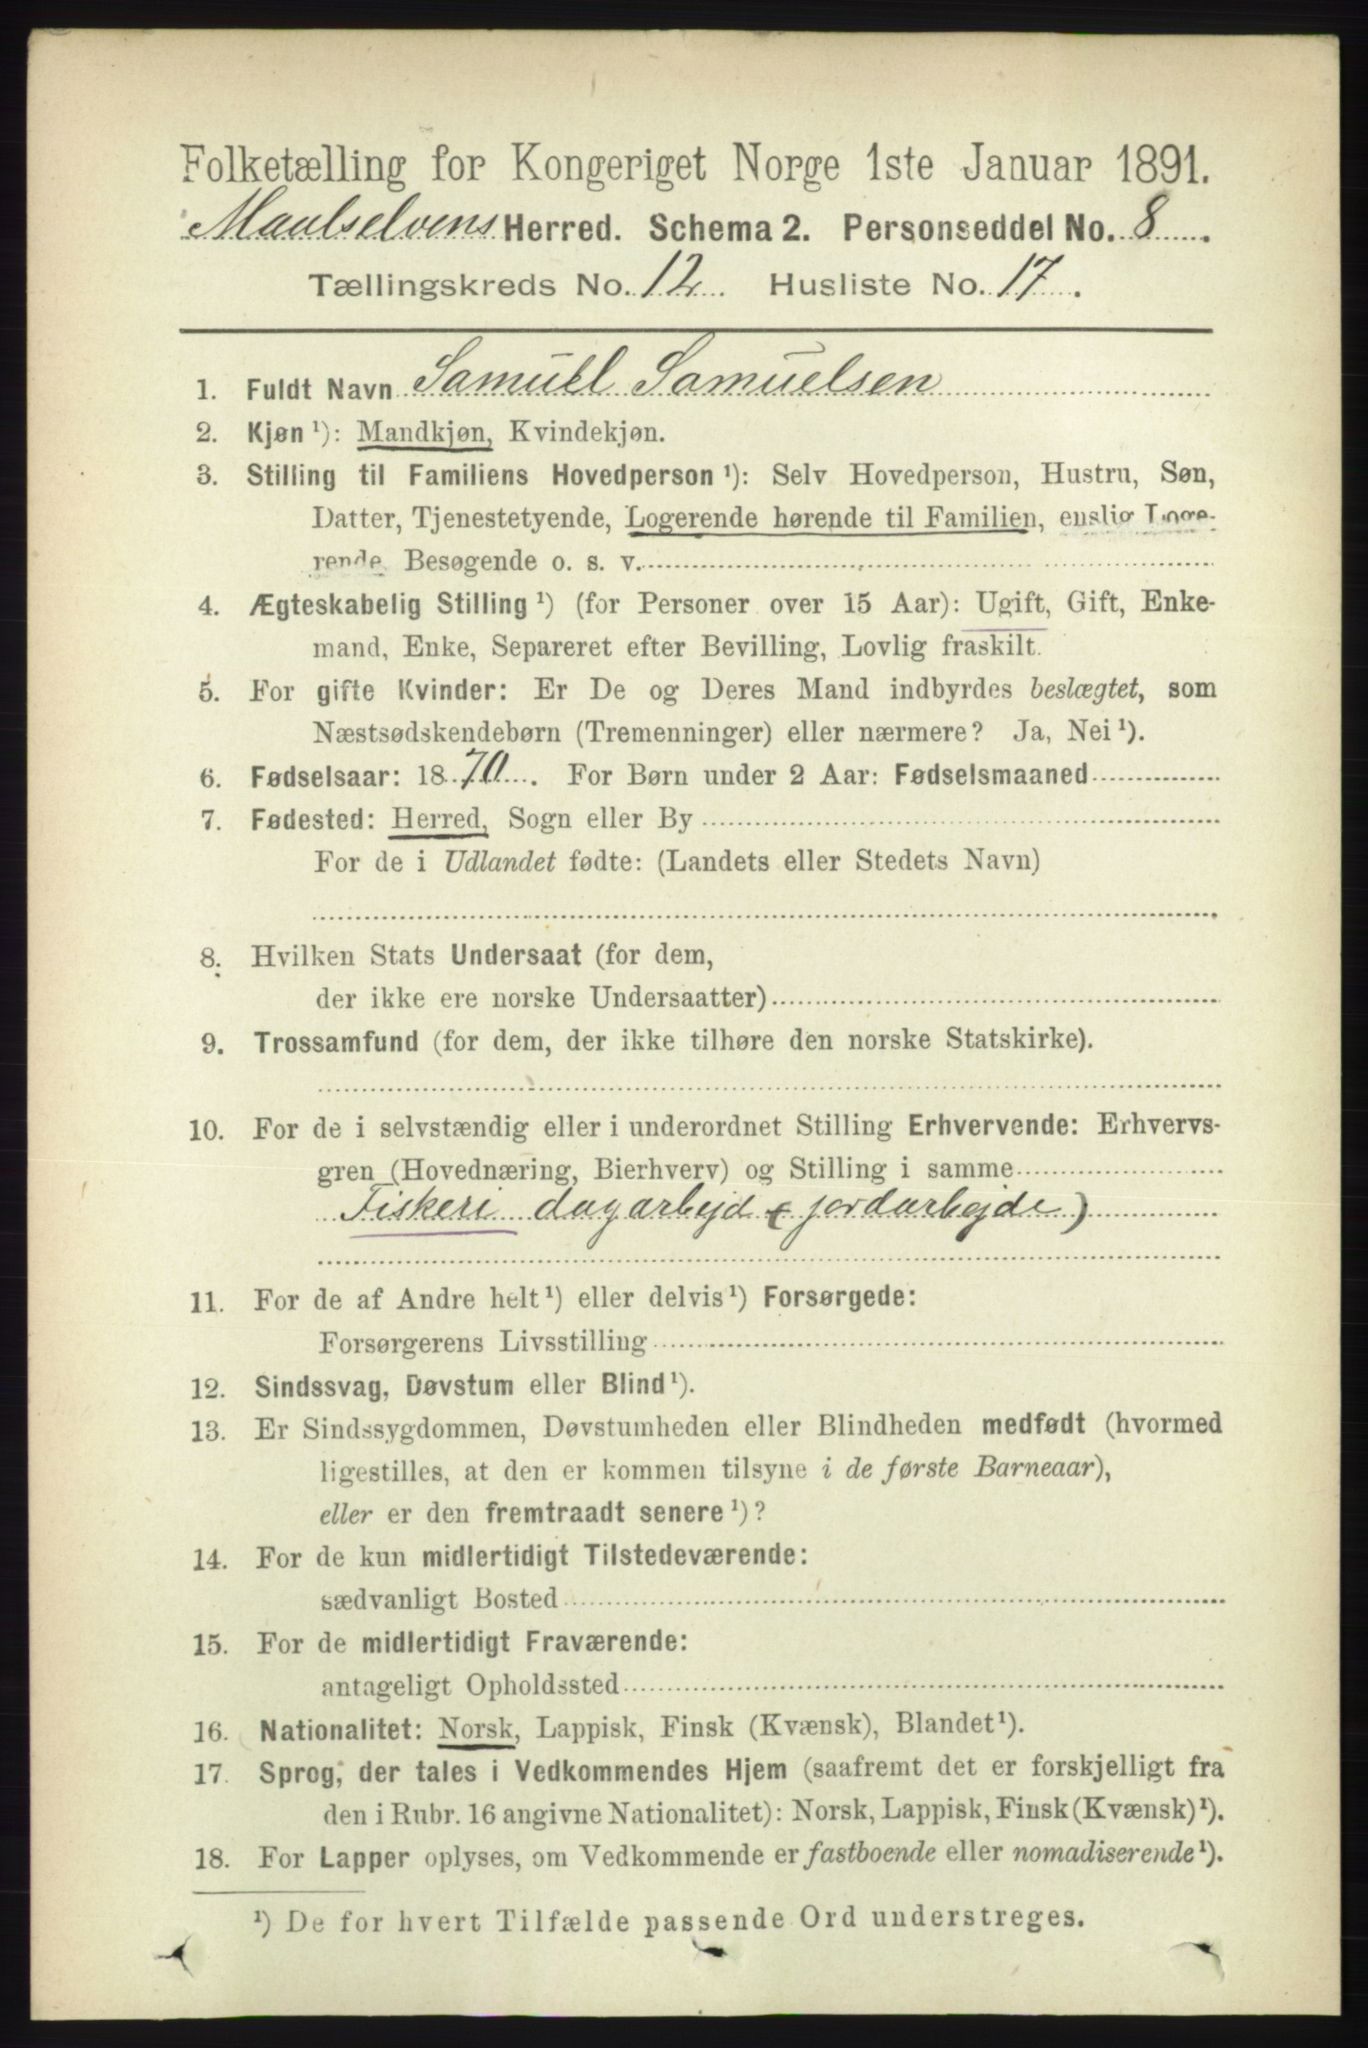 Folketælling for Kongeriget Norge 1ste Januar 1891.
Maalselvens Herred. Schema 2. Personseddel No. 8.
Tællingskreds No. 12. Husliste No. 17.
1. Fuldt Navn Samuel Samuelsen
2. Kjøn ¹): Mandkjøn, Kvindekjøn.
3. Stilling til Familiens Hovedperson ¹): Selv Hovedperson, Hustru, Søn,
Datter, Tjenestetyende, Logerende hørende til Familien, enslig Loge-
rende, Besøgende o. s. v.
4. Ægteskabelig Stilling ¹) (for Personer over 15 Aar): Ugift, Gift, Enke-
mand, Enke, Separeret efter Bevilling, Lovlig fraskilt.
5. For gifte Kvinder: Er De og Deres Mand indbyrdes beslægtet, som
Næstsødskendebørn (Tremenninger) eller nærmere? Ja, Nei ¹).
6. Fødselsaar: 1870. For Børn under 2 Aar: Fødselsmaaned
7. Fødested: Herred, Sogn eller By
For de i Udlandet fødte: (Landets eller Stedets Navn)
8. Hvilken Stats Undersaat (for dem,
der ikke ere norske Undersaatter)
9. Trossamfund (for dem, der ikke tilhøre den norske Statskirke).
10. For de i selvstændig eller i underordnet Stilling Erhvervende: Erhvervs-
gren (Hovednæring, Bierhverv) og Stilling i samme
Fiskeri dagarbejd (jordarbejde)
11. For de af Andre helt ¹) eller delvis ¹) Forsørgede:
Forsørgerens Livsstilling
12. Sindssvag, Døvstum eller Blind ¹).
13. Er Sindssygdommen, Døvstumheden eller Blindheden medfødt (hvormed
ligestilles, at den er kommen tilsyne i de første Barneaar),
eller er den fremtraadt senere ¹)?
14. For de kun midlertidigt Tilstedeværende:
sædvanligt Bosted
15. For de midlertidigt Fraværende:
antageligt Opholdssted
16. Nationalitet: Norsk, Lappisk, Finsk (Kvænsk), Blandet ¹).
17. Sprog, der tales i Vedkommendes Hjem (saafremt det er forskjelligt fra
den i Rubr. 16 angivne Nationalitet): Norsk, Lappisk, Finsk (Kvænsk) ¹).
18. For Lapper oplyses, om Vedkommende er fastboende eller nomadiserende ¹).
¹) De for hvert Tilfælde passende Ord understreges.